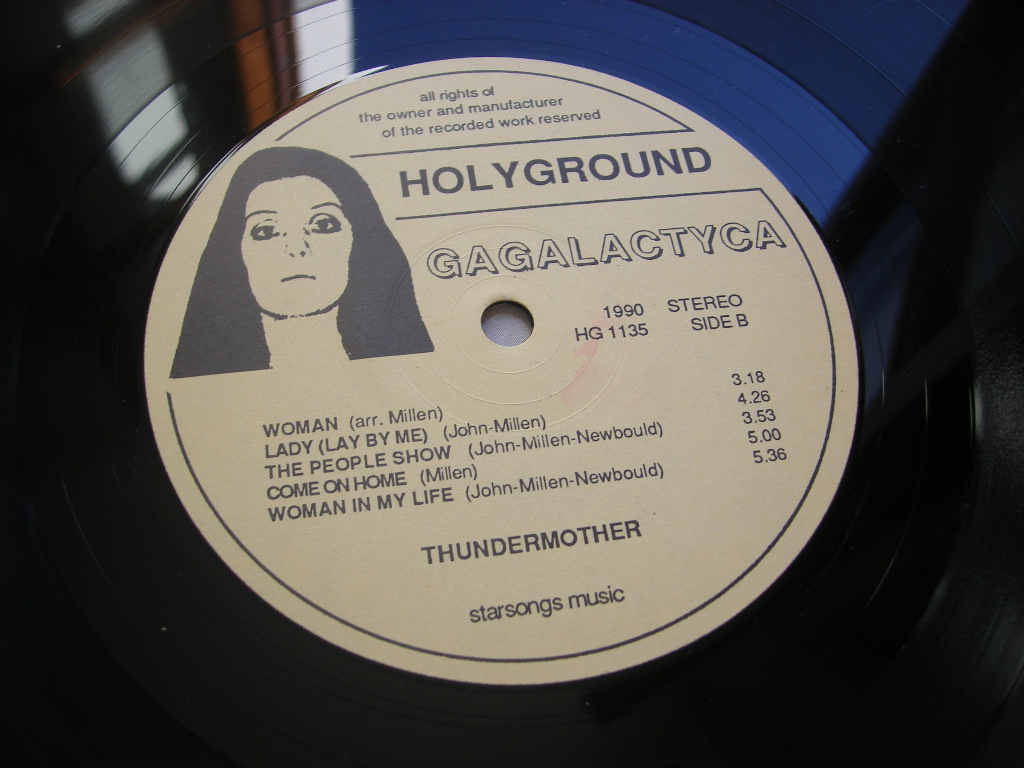 all rights of
the owner and manufacturer
of the recorded work reserved
HOLYGROUND
GAGALACTYCA
1990 STEREO
HG 1135 SIDE B
WOMAN (arr. Millen) 3.18
LADY (LAY BY ME) (John-Millen) 4.26
THE PEOPLE SHOW (John-Millen-Newbould) 3.53
COME ON HOME (Millen) 5.00
WOMAN IN MY LIFE (John-Millen-Newbould) 5.36
THUNDERMOTHER
starsongs music